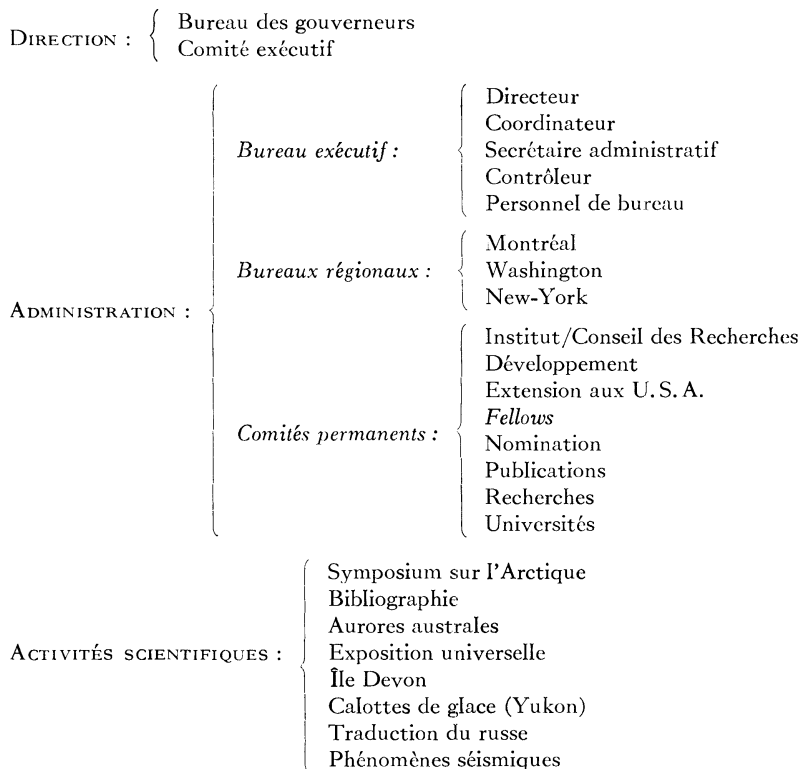 DIRECTION :
Bureau des gouverneurs
Comité exécutif
ADMINISTRATION :
Bureau exécutif :
Directeur
Coordinateur
Secrétaire administratif
Contrôleur
Personnel de bureau
Bureaux régionaux :
Montréal
Washington
New-York
Comités permanents :
Institut/Conseil des Recherches
Développement
Extension aux U. S. A.
Fellows
Nomination
Publications
Recherches
Universités
ACTIVITÉS SCIENTIFIQUES :
Symposium sur l'Arctique
Bibliographie
Aurores australes
Exposition universelle
Île Devon
Calottes de glace (Yukon)
Traduction du russe
Phénomènes séismiques